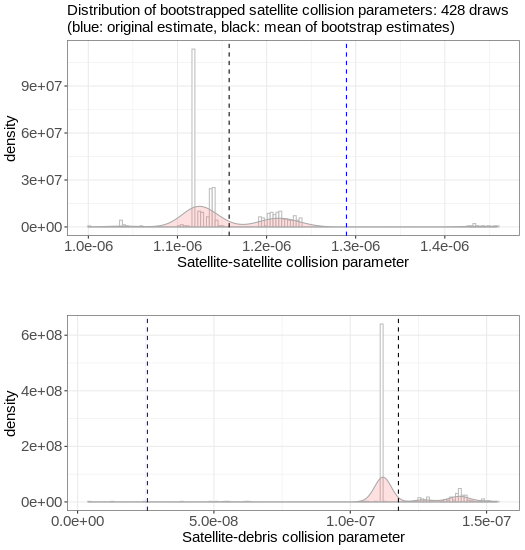 Distribution of bootstrapped satellite collision parameters: 428 draws
(blue: original estimate, black: mean of bootstrap estimates)
density
9e+07
6e+07
3e+07
0e+00
1.0e-06 1.1e-06 1.2e-06 1.3e-06 1.4e-06
Satellite-satellite collision parameter
density
6e+08
4e+08
2e+08
0e+00
0.0e+00 5.0e-08 1.0e-07 1.5e-07
Satellite-debris collision parameter